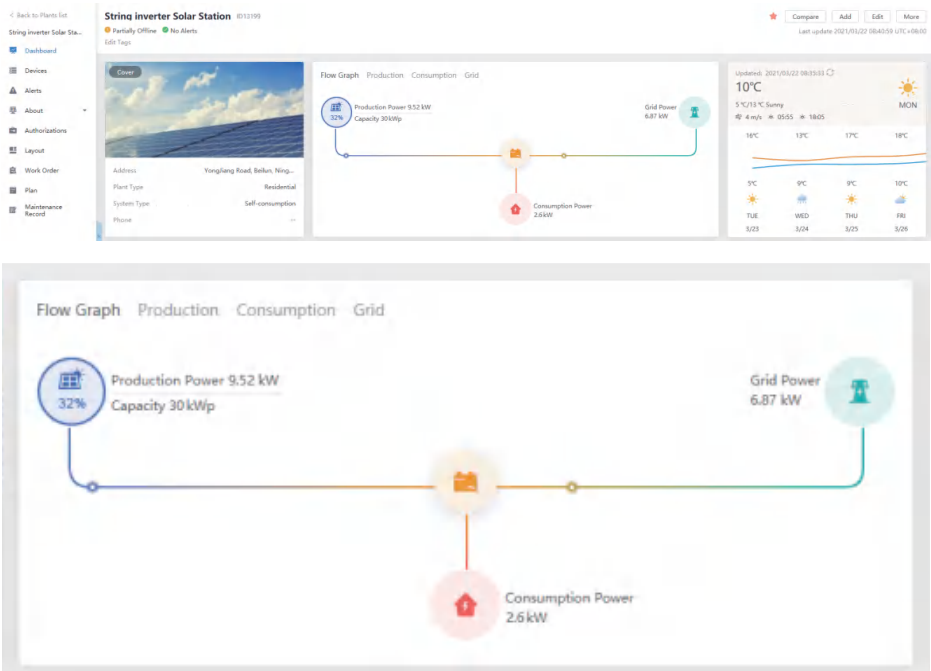 < Back to Plants list
String inverter Solar Sta...
Dashboard
Devices
Alerts
About
Authorizations
Layout
Work Order
Plan
Maintenance
Record
String inverter Solar Station ID12199
Partially Offline No Alerts
Edit Tags
Compare Add Edit More
Last update 2021/03/22 08:40:59 UTC+08:00
Cover
Address Yongjiang Road, Beilun, Ning...
Plant Type Residential
System Type Self-consumption
Phone --
Flow Graph Production Consumption Grid
32%
Production Power 9.52 kW
Capacity 30 kWp
Grid Power
6.87 kW
Consumption Power
2.6kW
Updated: 2021/03/22 08:35:33
10°C
5 °C/13 °C Sunny
4 m/s 05:55 18:05
MON
16°C 13°C 17°C 18°C
5°C 9°C 9°C 10°C
TUE WED THU FRI
3/23 3/24 3/25 3/26
Flow Graph Production Consumption Grid
32%
Production Power 9.52 kW
Capacity 30 kWp
Grid Power
6.87 kW
Consumption Power
2.6 kW